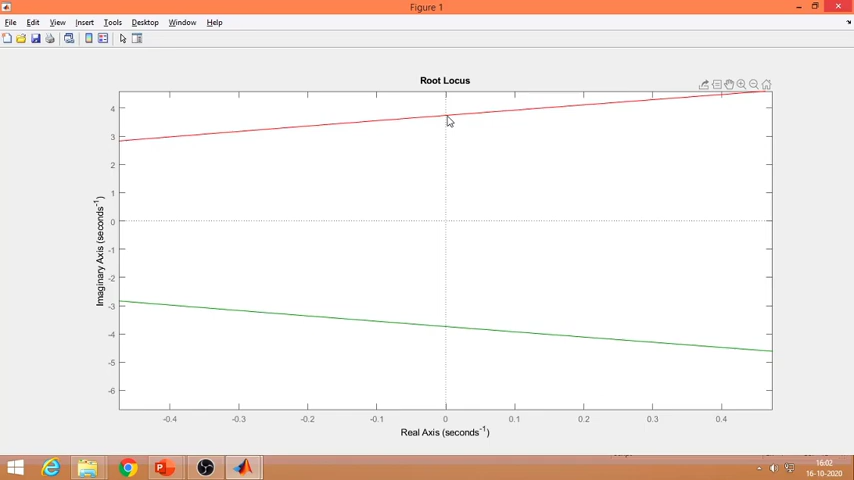 Figure 1
File Edit View Insert Tools Desktop Window Help
Root Locus
4
3
2
1
0
-1
-2
-3
-4
-5
-6
Imaginary Axis (seconds-1)
-0.4 -0.3 -0.2 -0.1 0 0.1 0.2 0.3 0.4
Real Axis (seconds-1)
16:02
16-10-2020